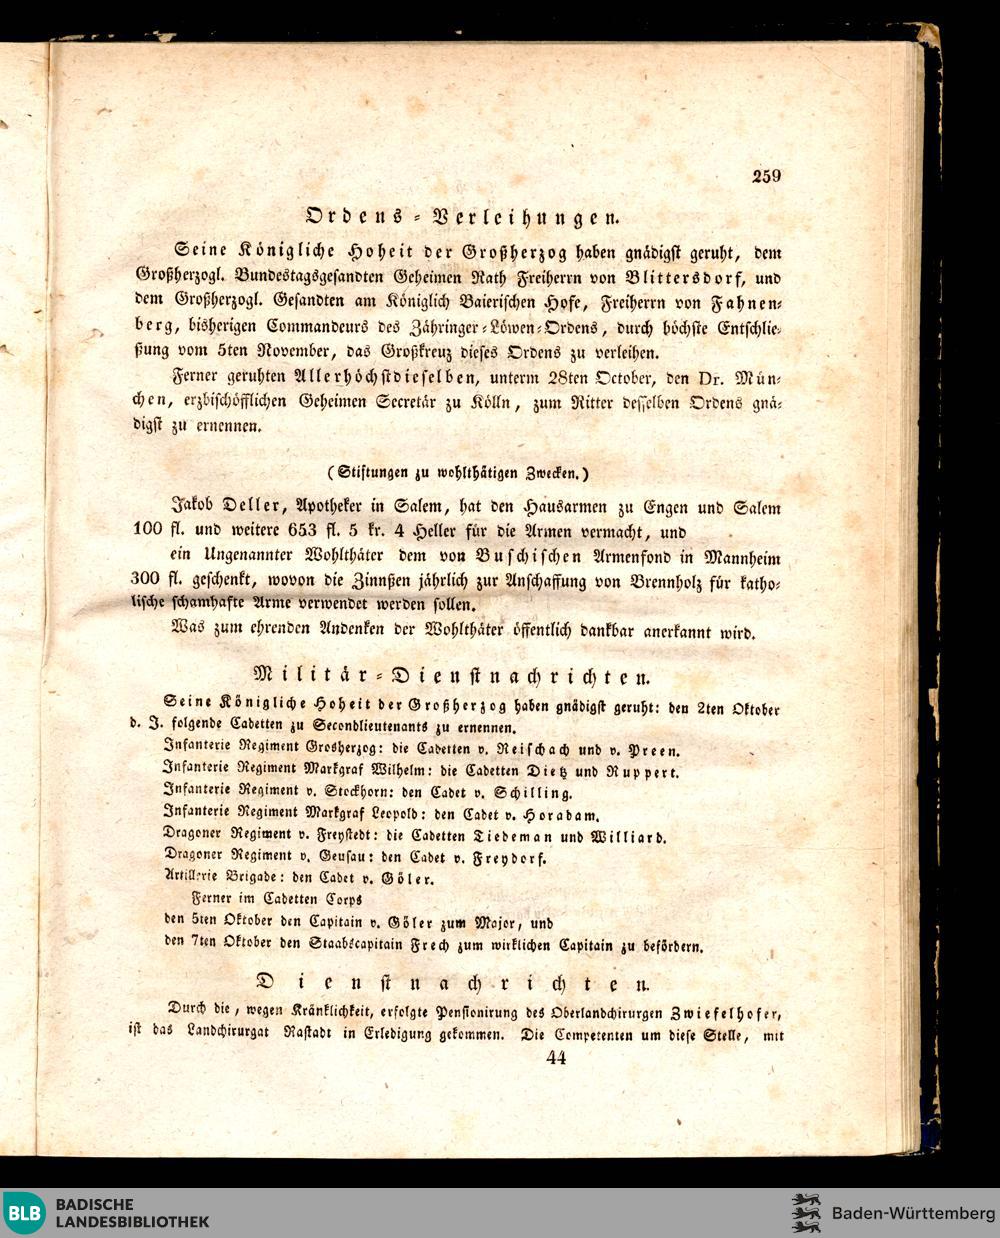 259
Ordens-Verleihungen.
Seine Königliche Hoheit der Großherzog haben gnädigst geruht, dem
Großherzogl. Bundestagsgesandten Geheimen Rath Freiherrn von Blittersdorf, und
dem Großherzogl. Gesandten am Königlich Baierischen Hofe, Freiherrn von Fahnen-
berg, bisherigen Commandeurs des Zähringer-Löwen-Ordens, durch höchste Entschlie-
ßung vom 5ten November, das Großkreuz dieses Ordens zu verleihen.
Ferner geruhten Allerhöchstdieselben, unterm 28ten October, den Dr. Mün-
chen, erzbischöfflichen Geheimen Secretär zu Kölln, zum Ritter desselben Ordens gnä-
digst zu ernennen.
(Stiftungen zu wohlthätigen Zwecken.)
Jakob Deller, Apotheker in Salem, hat den Hausarmen zu Engen und Salem
100 fl. und weitere 653 fl. 5 kr. 4 Heller für die Armen vermacht, und
ein Ungenannter Wohlthäter dem von Buschischen Armenfond in Mannheim
300 fl. geschenkt, wovon die Zinnßen jährlich zur Anschaffung von Brennholz für katho-
lische schamhafte Arme verwendet werden sollen.
Was zum ehrenden Andenken der Wohlthäter öffentlich dankbar anerkannt wird.
Militär-Dienstnachrichten.
Seine Königliche Hoheit der Großherzog haben gnädigst geruht: den 2ten Oktober
d. J. folgende Cadetten zu Secondlieutenants zu ernennen.
Infanterie Regiment Grosherzog: die Cadetten v. Reischach und v. Preen.
Infanterie Regiment Markgraf Wilhelm: die Cadetten Dietz und Ruppert.
Infanterie Regiment v. Stockhorn: den Cadet v. Schilling.
Infanterie Regiment Markgraf Leopold: den Cadet v. Horadam.
Dragoner Regiment v. Freystedt: die Cadetten Tiedeman und Williard.
Dragoner Regiment v. Geusau: den Cadet v. Freydorf.
Artillerie Brigade: den Cadet v. Göler.
Ferner im Cadetten Corps
den 5ten Oktober den Capitain v. Göler zum Major, und
den 7ten Oktober den Staabscapitain Frech zum wirklichen Capitain zu befördern.
Dienstnachrichten.
Durch die, wegen Kränklichkeit, erfolgte Pensionirung des Oberlandchirurgen Zwiefelhofer,
ist das Landchirurgat Rastadt in Erledigung gekommen. Die Competenten um diese Stelle, mit
44
BLB BADISCHE
LANDESBIBLIOTHEK
Baden-Württemberg